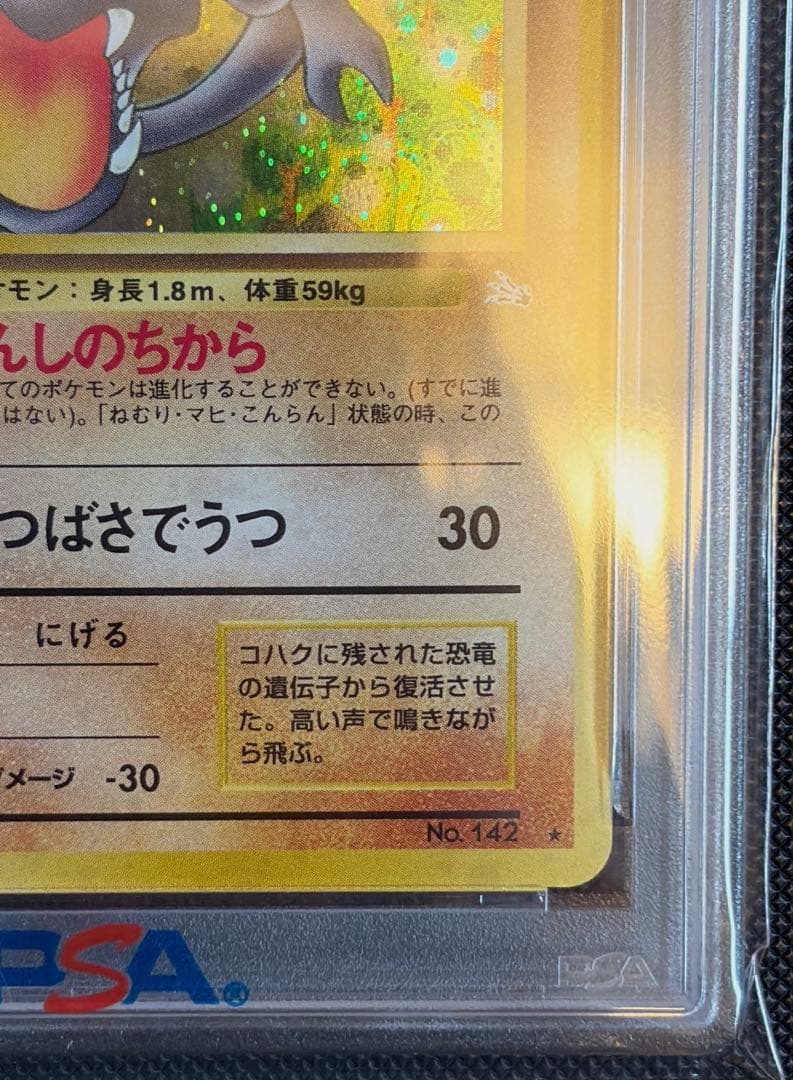 ケモン：身長1.8m、体重59kg
んしのちから
てのポケモンは進化することができない。(すでに進
はない)。「ねむり・マヒ・こんらん」状態の時、この
つばさでうつ 30
にげる
コハクに残された恐竜
の遺伝子から復活させ
た。高い声で鳴きなが
ら飛ぶ。
ダメージ -30
No. 142 ★
PSA®
PSA